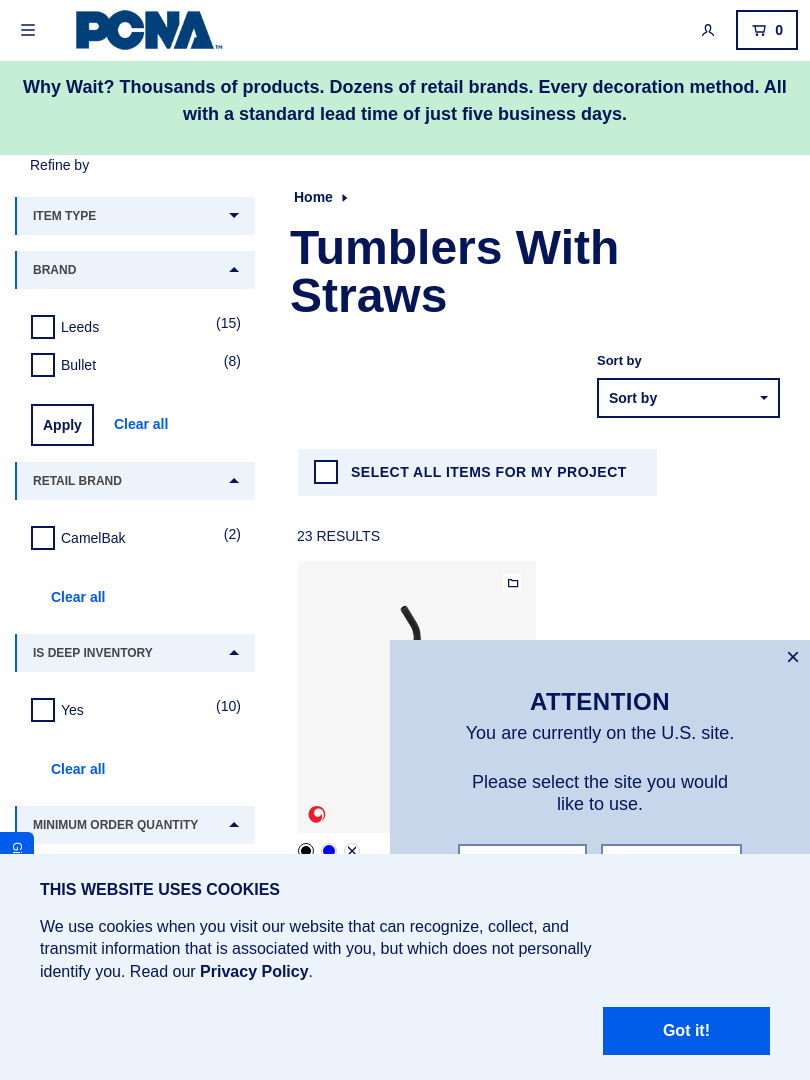 PCNA™
0
Why Wait? Thousands of products. Determined of retail brands. Every decoration method. All
with a standard lead time of just five business days.
Refine by
Home
ITEM TYPE
Tumblers With
Straws
BRAND
Leeds (15)
Bullet (8)
Sort by
Sort by
Apply Clear all
RETAIL BRAND
SELECT ALL ITEMS FOR MY PROJECT
CamelBak (2)
23 RESULTS
Clear all
IS DEEP INVENTORY
Yes (10)
Clear all
MINIMUM ORDER QUANTITY
ATTENTION
You are currently on the U.S. site.
Please select the site you would
like to use.
THIS WEBSITE USES COOKIES
We use cookies when you visit our website that can recognize, collect, and
transmit information that is associated with you, but which does not personally
identify you. Read our Privacy Policy.
Got it!